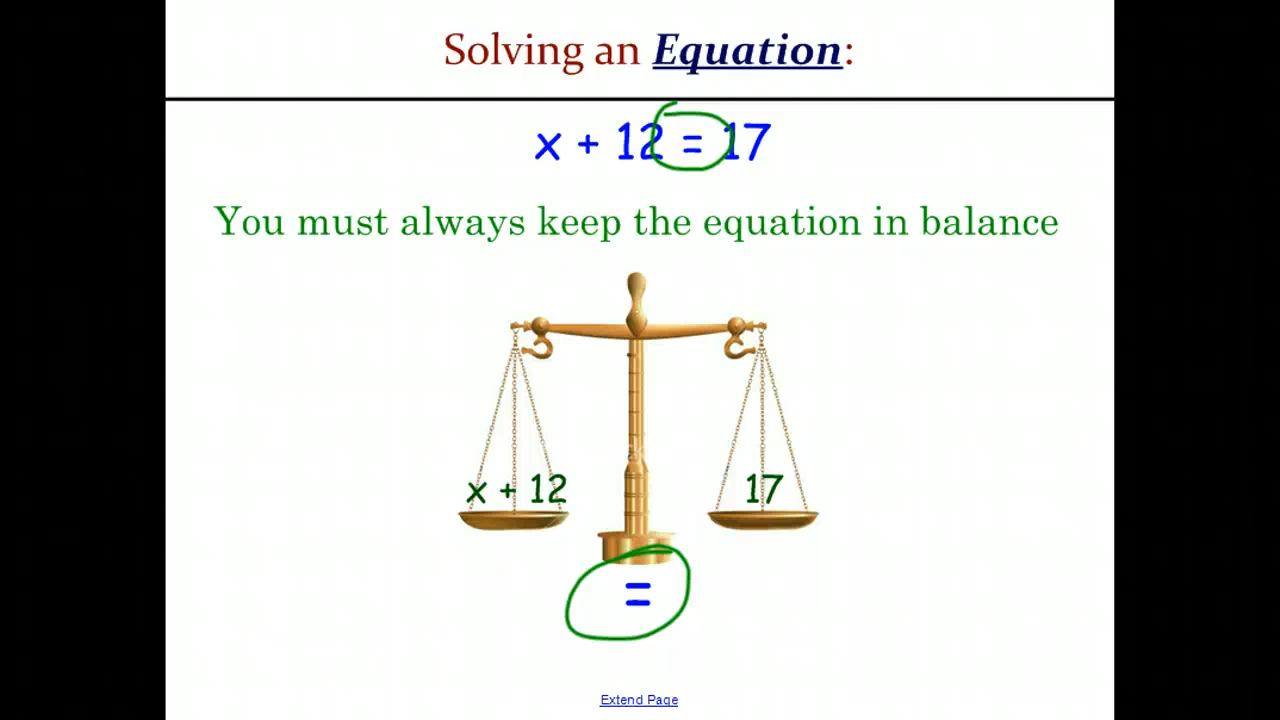 Solving an Equation:
x + 12 = 17
You must always keep the equation in balance
x + 12
17
=
Extend Page